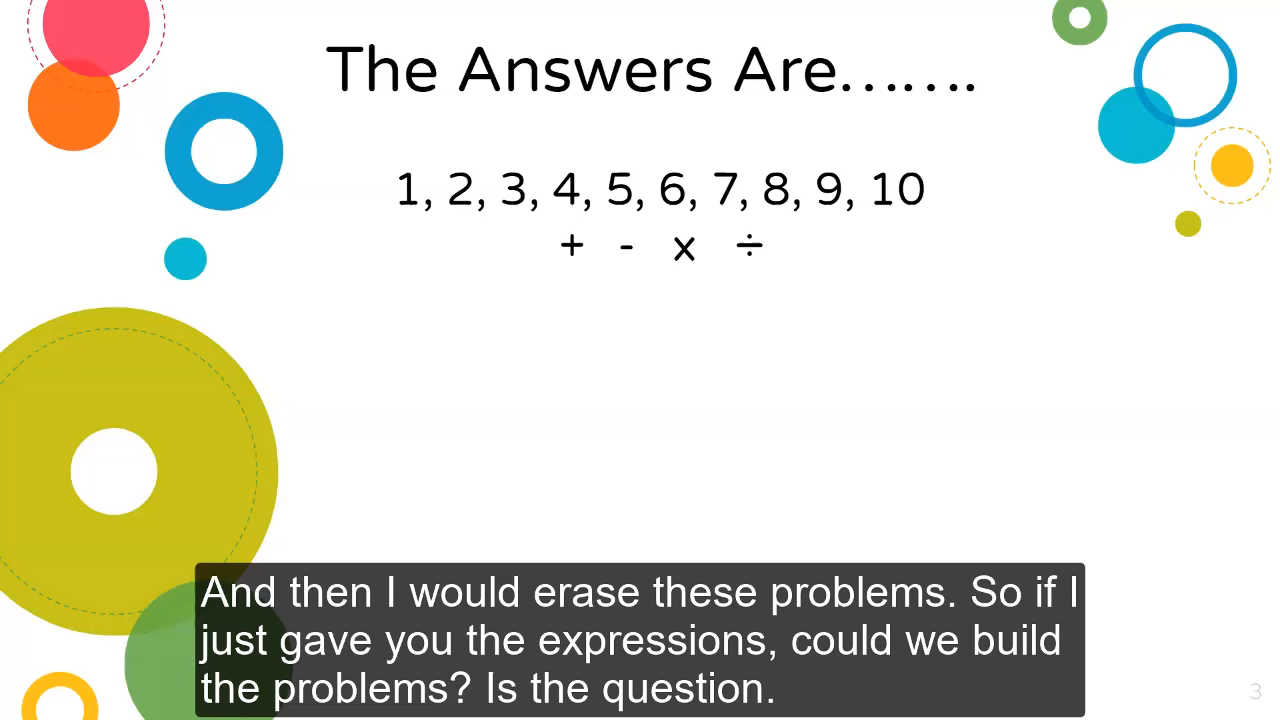 The Answers Are…….
1, 2, 3, 4, 5, 6, 7, 8, 9, 10
+ - x ÷
And then I would erase these problems. So if I
just gave you the expressions, could we build
the problems? Is the question.
3